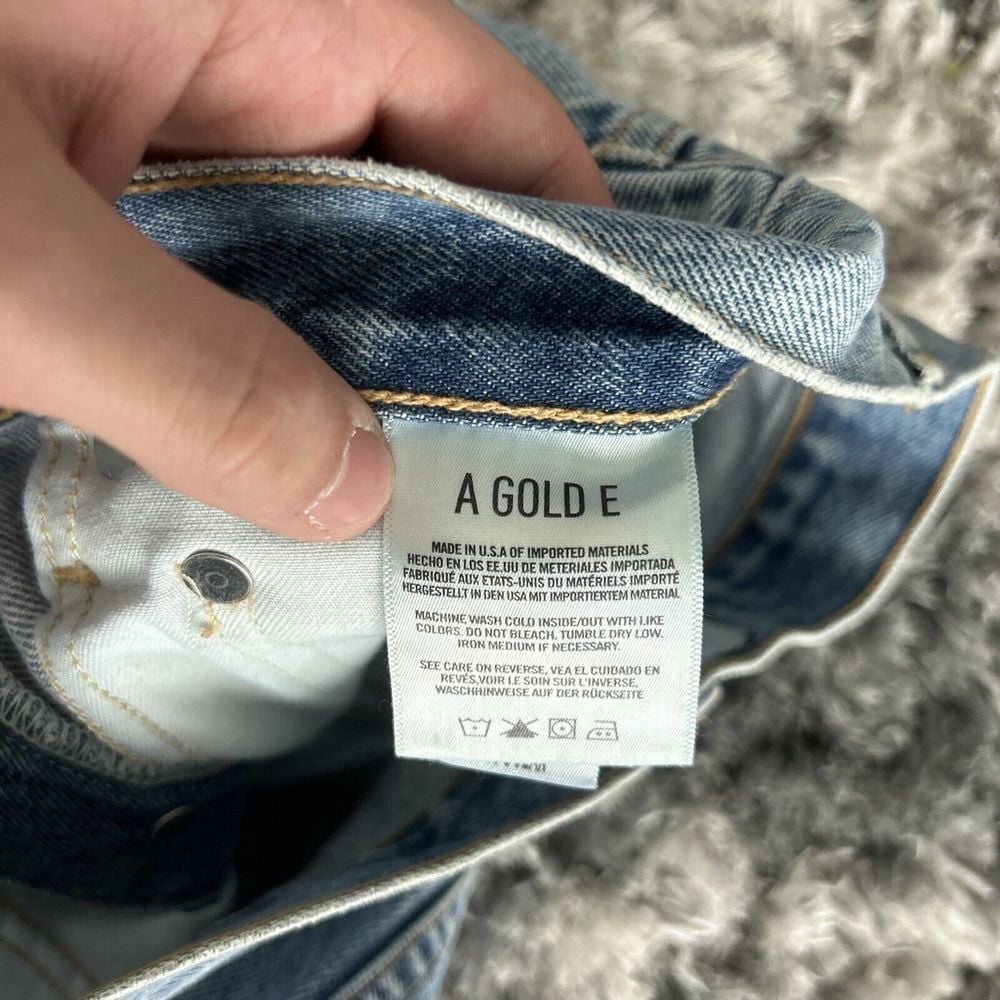 A GOLD E
MADE IN U.S.A OF IMPORTED MATERIALS
HECHO EN LOS EE.UU DE METERIALES IMPORTADA
FABRIQUÉ AUX ETATS-UNIS DU MATÉRIELS IMPORTÉ
HERGESTELLT IN DEN USA MIT IMPORTIERTEM MATERIAL
MACHINE WASH COLD INSIDE/OUT WITH LIKE
COLORS. DO NOT BLEACH, TUMBLE DRY LOW.
IRON MEDIUM IF NECESSARY.
SEE CARE ON REVERSE, VEA EL CUIDADO EN
REVÉS,VOIR LE SOIN SUR L'INVERSE,
WASCHHINWEISE AUF DER RÜCKSEITE